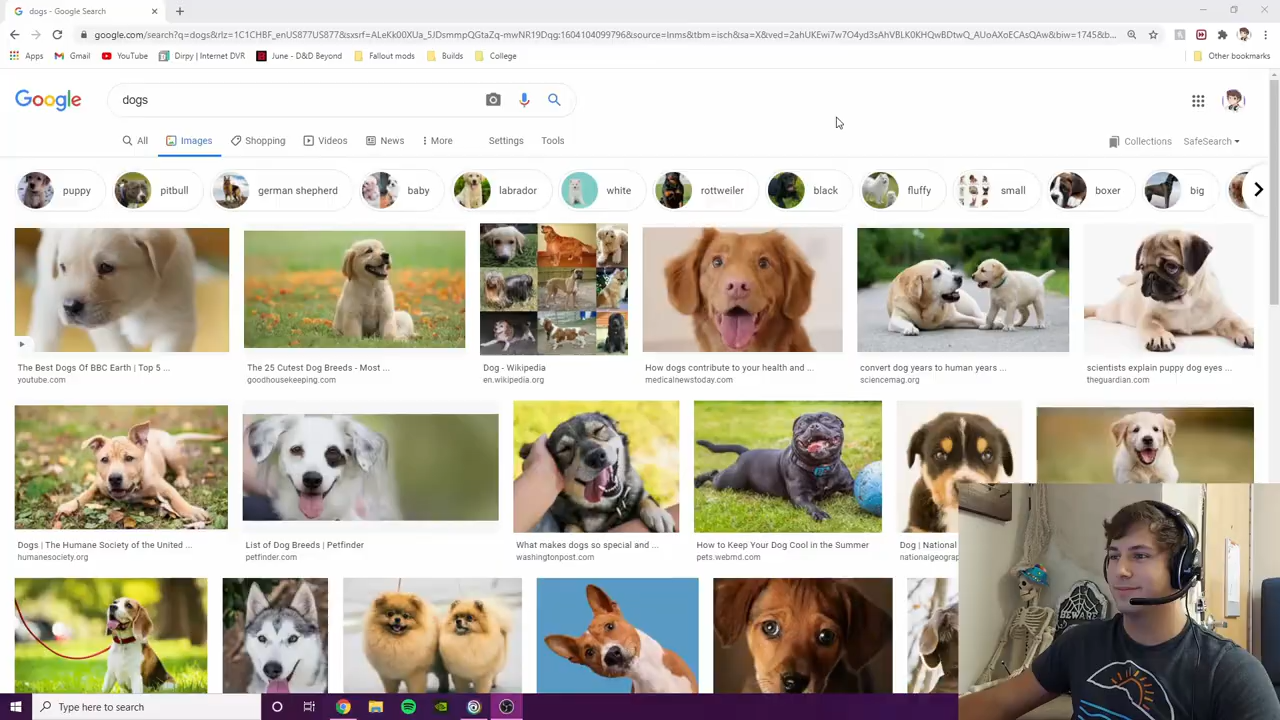 dogs - Google Search
google.com/search?q=dogs&rlz=1C1CHBF_enUS877US877&sxsrf=ALeKk00XUa_5JDsmmpQGtaZq-mwNR19Dqg:1604104099796&source=lnms&tbm=isch&sa=X&ved=2ahUKEwi7w7O4yd3sAhVBLK0KHQwBDtwQ_AUoAXoECAsQAw&biw=1745&b...
Apps Gmail YouTube Dirpy | Internet DVR June - D&D Beyond Fallout mods Builds College Other bookmarks
Google dogs
All Images Shopping Videos News More Settings Tools Collections SafeSearch
puppy pitbull german shepherd baby labrador white rottweiler black fluffy small boxer big
The Best Dogs Of BBC Earth | Top 5 ...
youtube.com
The 25 Cutest Dog Breeds - Most ...
goodhousekeeping.com
Dog - Wikipedia
en.wikipedia.org
How dogs contribute to your health and ...
medicalnewstoday.com
convert dog years to human years ...
sciencemag.org
scientists explain puppy dog eyes ...
theguardian.com
Dogs | The Humane Society of the United ...
humanesociety.org
List of Dog Breeds | Petfinder
petfinder.com
What makes dogs so special and ...
washingtonpost.com
How to Keep Your Dog Cool in the Summer
pets.webmd.com
Dog | National
nationalgeogra
BEWARE
Type here to search